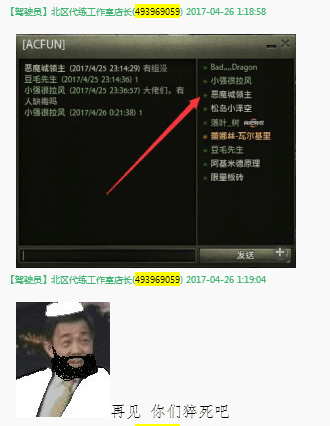 【驾驶员】北区代练工作室店长(493969059) 2017-04-26 1:18:58
[ACFUN]
恶魔城领主 (2017/4/25 23:14:29) 有组没
豆毛先生 (2017/4/25 23:14:36) 1
小强很拉风 (2017/4/25 23:36:57) 大佬们。有
人缺毒吗
小强很拉风 (2017/4/26 0:21:38) 1
Bad,,,,Dragon
小强很拉风
恶魔城领主
松岛小泽空
落叶_树
蕾娜丝-瓦尔基里
豆毛先生
阿基米德原理
限量板砖
发送
【驾驶员】北区代练工作室店长(493969059) 2017-04-26 1:19:04
再见 你们猝死吧